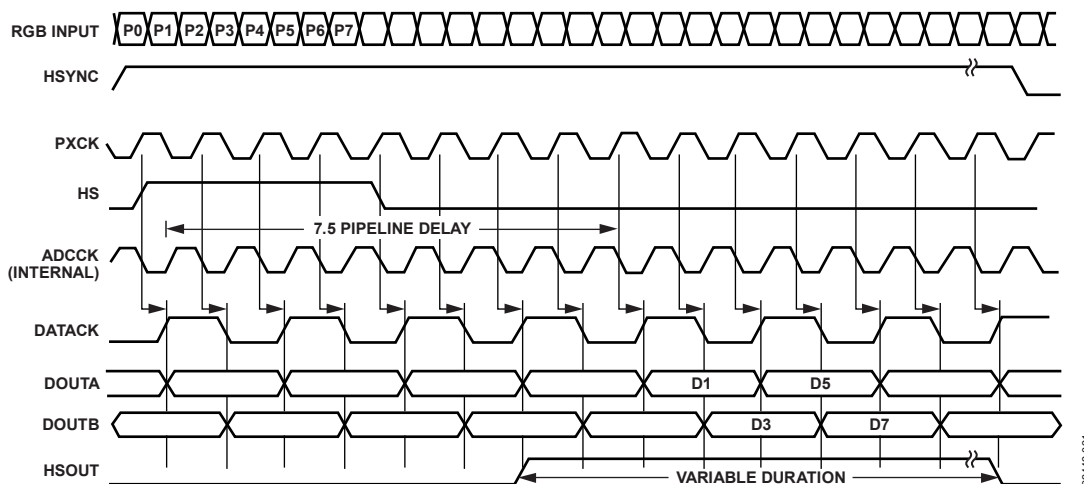 RGB INPUT P0 P1 P2 P3 P4 P5 P6 P7
HSYNC
PXCK
HS
7.5 PIPELINE DELAY
ADCCK
(INTERNAL)
DATACK
DOUTA D1 D5
DOUTB D3 D7
HSOUT VARIABLE DURATION